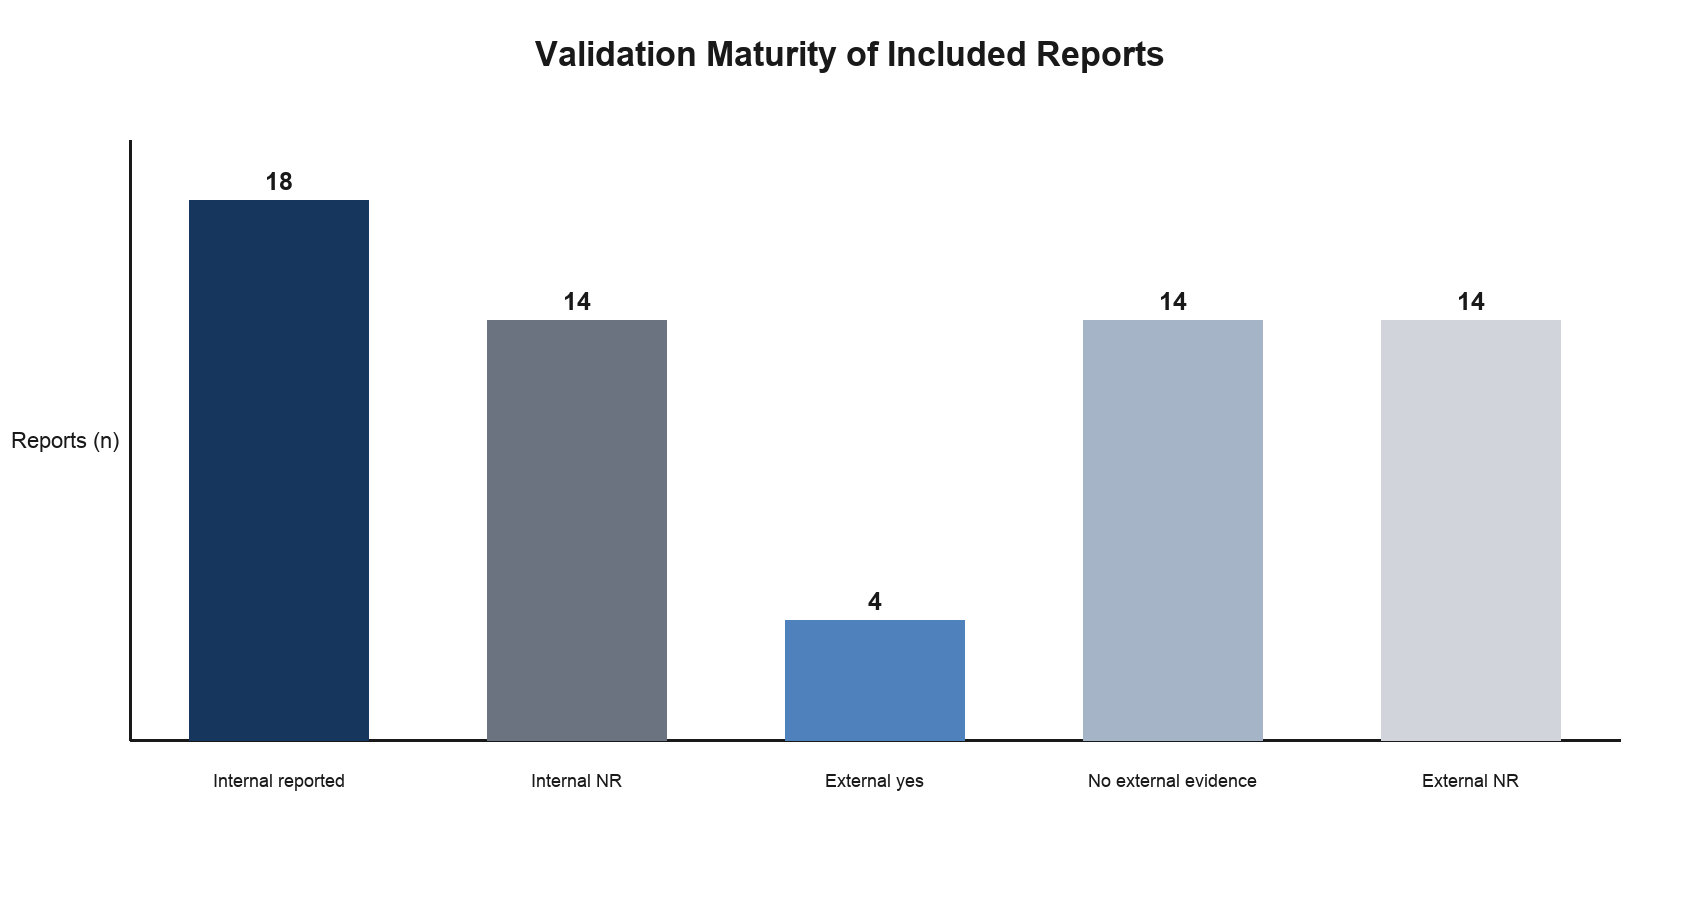 Validation Maturity of Included Reports
18
14
4
14
14
Reports (n)
Internal reported
Internal NR
External yes
No external evidence
External NR